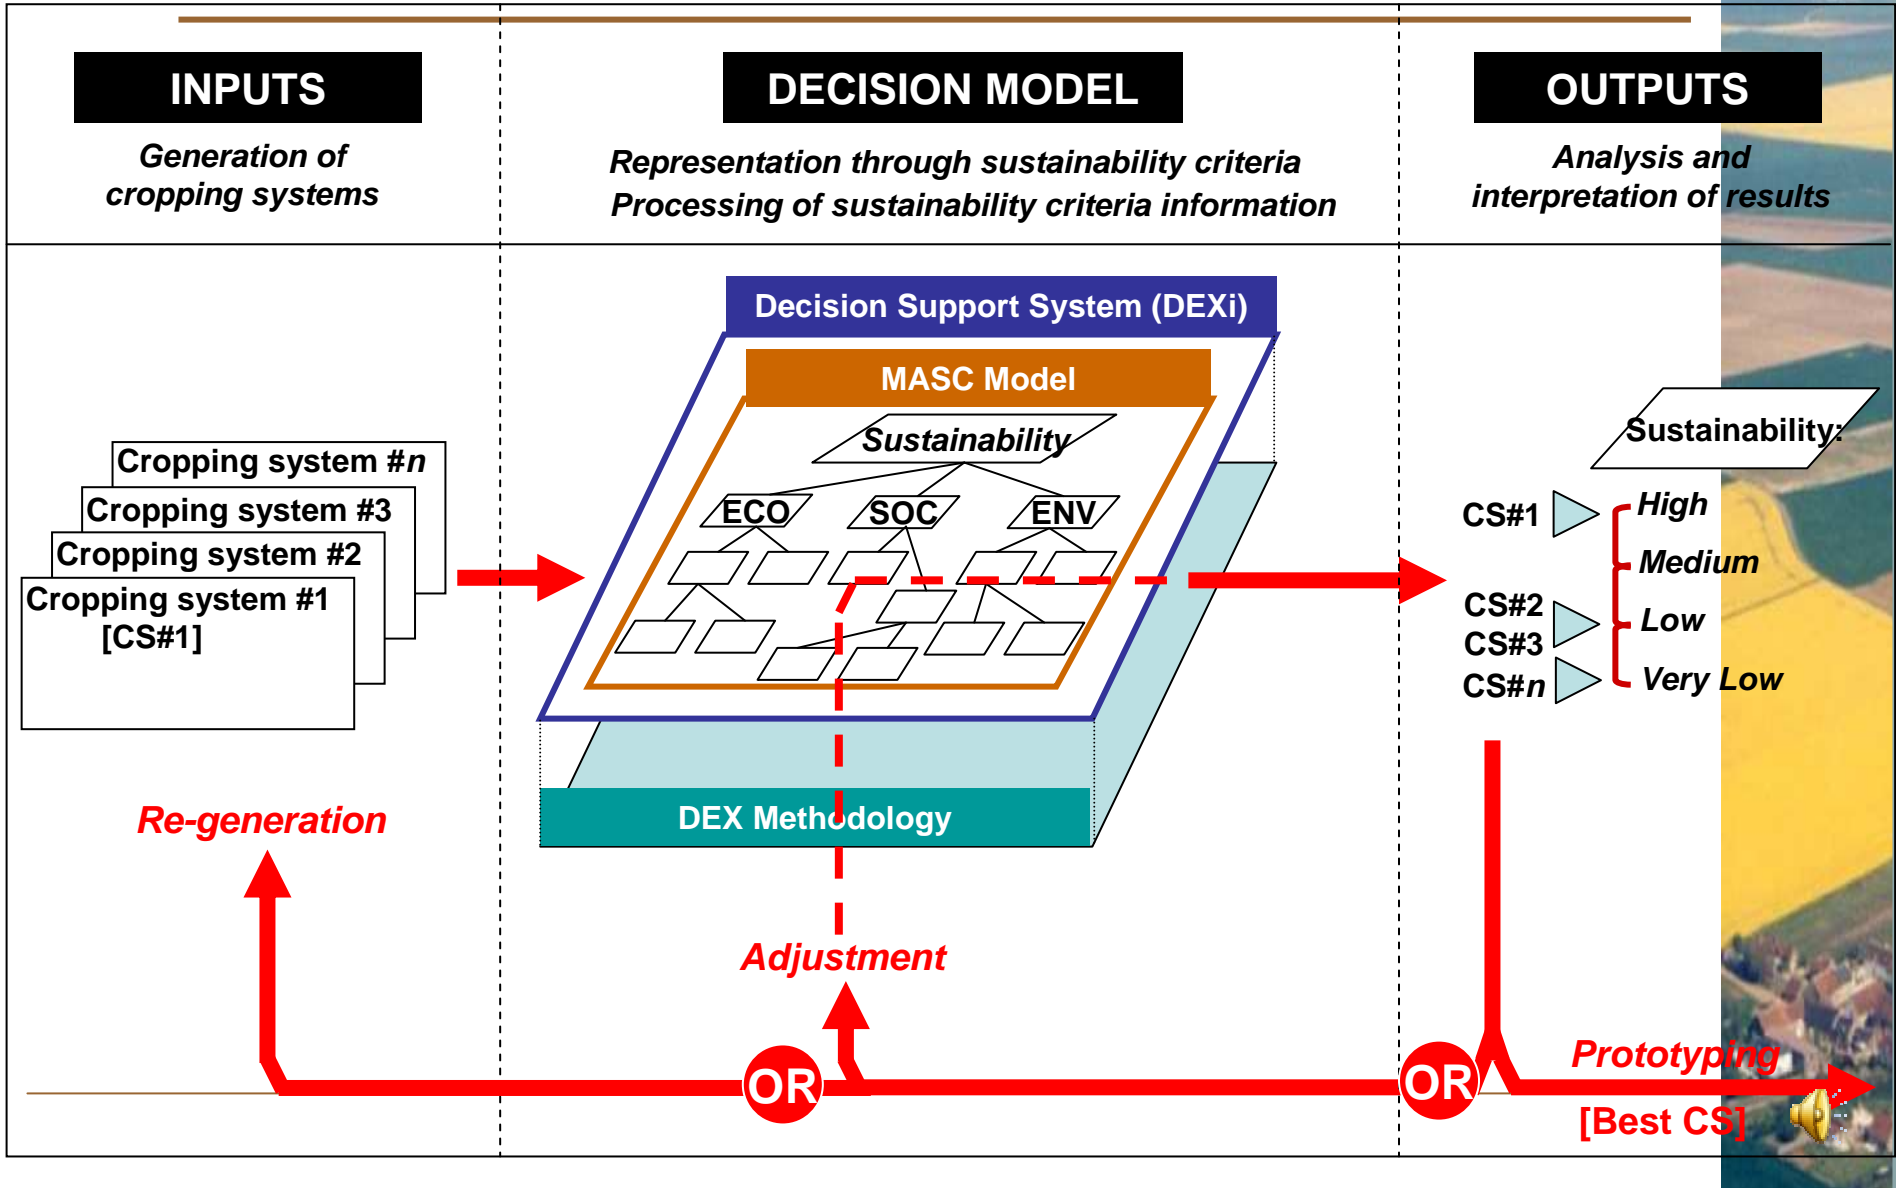 INPUTS
Generation of
cropping systems
DECISION MODEL
Representation through sustainability criteria
Processing of sustainability criteria information
OUTPUTS
Analysis and
interpretation of results
Cropping system #n
Cropping system #3
Cropping system #2
Cropping system #1
[CS#1]
Decision Support System (DEXi)
MASC Model
Sustainability
ECO
SOC
ENV
DEX Methodology
Sustainability:
CS#1
High
Medium
CS#2
Low
CS#3
CS#n
Very Low
Re-generation
Adjustment
OR
OR
Prototyping
[Best CS]